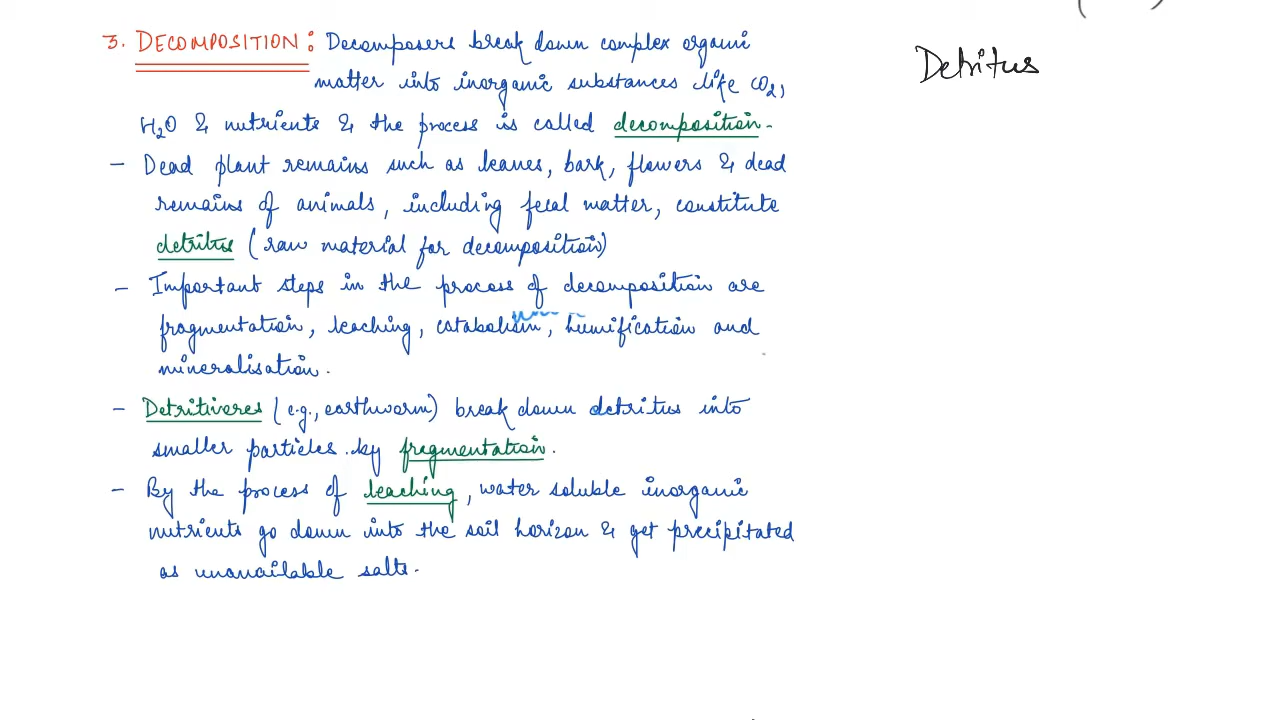 3. DECOMPOSITION: Decomposers break down complex organic
matter into inorganic substances like CO2,
H2O & nutrients & the process is called decomposition.
- Dead plant remains such as leaves, bark, flowers & dead
remains of animals, including fecal matter, constitute
detritus (raw material for decomposition)
- Important steps in the process of decomposition are
fragmentation, leaching, catabolism, humification and
mineralisation.
- Detritivores (e.g., earthworm) break down detritus into
smaller particles by fragmentation.
- By the process of leaching, water soluble inorganic
nutrients go down into the soil horizon & get precipitated
as unavailable salts.
Detritus